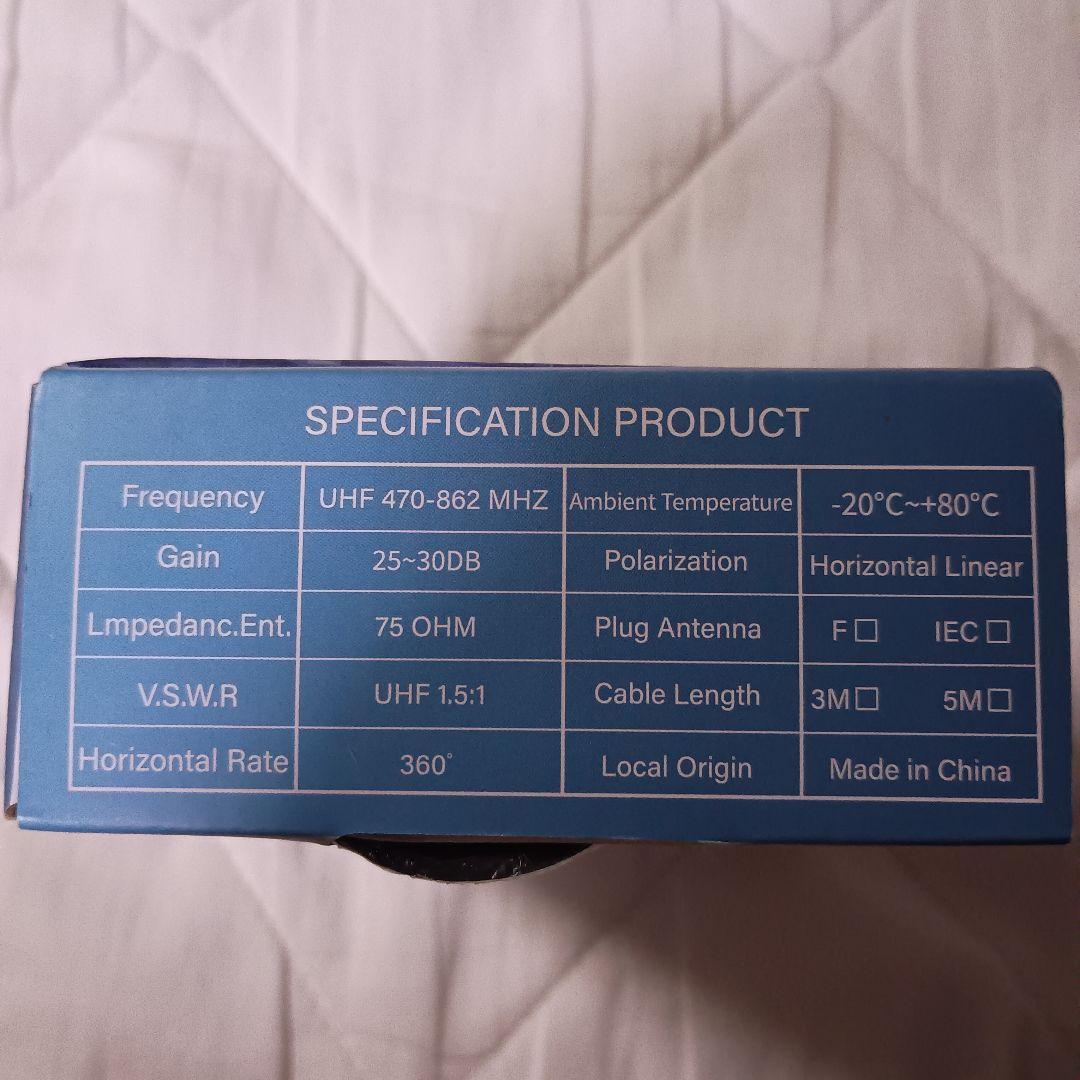 SPECIFICATION PRODUCT
Frequency UHF 470-862 MHZ Ambient Temperature -20°C~+80°C
Gain 25~30DB Polarization Horizontal Linear
Lmpedanc.Ent. 75 OHM Plug Antenna F□ IEC□
V.S.W.R UHF 1.5:1 Cable Length 3M□ 5M□
Horizontal Rate 360° Local Origin Made in China